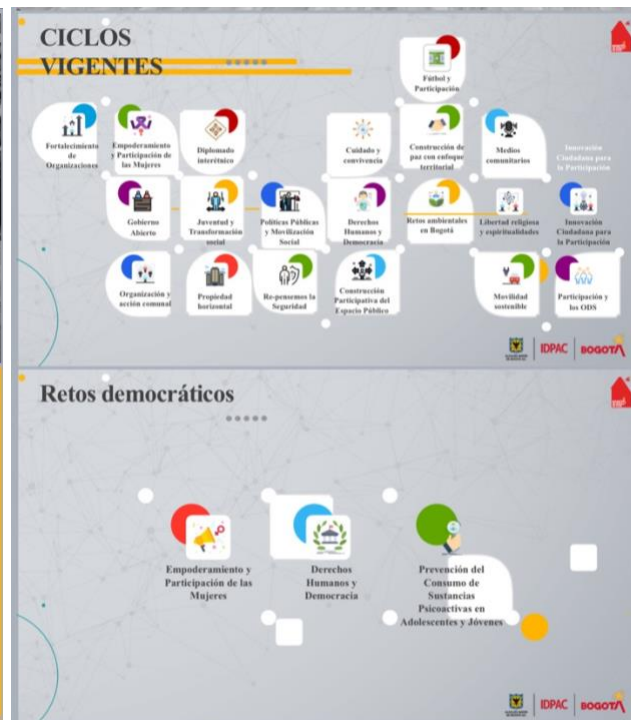 CICLOS
VIGENTES
Fútbol y
Participación
Fortalecimiento
de
Organizaciones
Empoderamiento
y Participación de
las Mujeres
Diplomado
interétnico
Cuidado y
convivencia
Construcción de
paz con enfoque
territorial
Medios
comunitarios
Innovación
Ciudadana para
la Participación
Gobierno
Abierto
Juventud y
Transformación
social
Políticas Públicas
y Movilización
Social
Derechos
Humanos y
Democracia
Retos ambientales
en Bogotá
Libertad religiosa
y espiritualidades
Innovación
Ciudadana para
la Participación
Organización y
acción comunal
Propiedad
horizontal
Re-pensemos la
Seguridad
Construcción
Participativa del
Espacio Público
Movilidad
sostenible
Participación y
los ODS
IDPAC
BOGOTÁ
Retos democráticos
Empoderamiento y
Participación de las
Mujeres
Derechos
Humanos y
Democracia
Prevención del
Consumo de
Sustancias
Psicoactivas en
Adolescentes y Jóvenes
IDPAC
BOGOTÁ